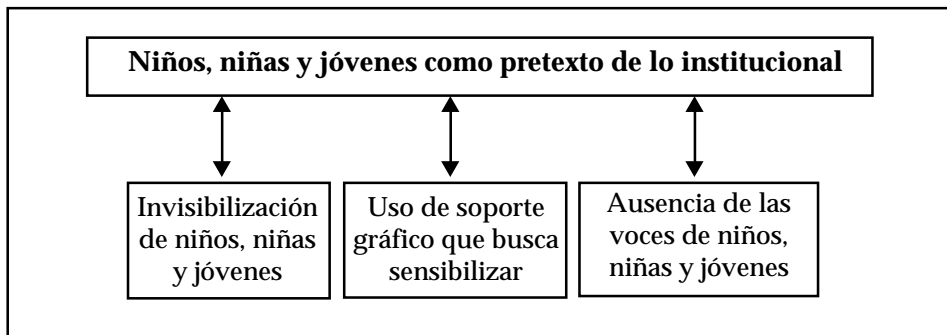 Niños, niñas y jóvenes como pretexto de lo institucional
Invisibilización
de niños, niñas
y jóvenes
Uso de soporte
gráfico que busca
sensibilizar
Ausencia de las
voces de niños,
niñas y jóvenes